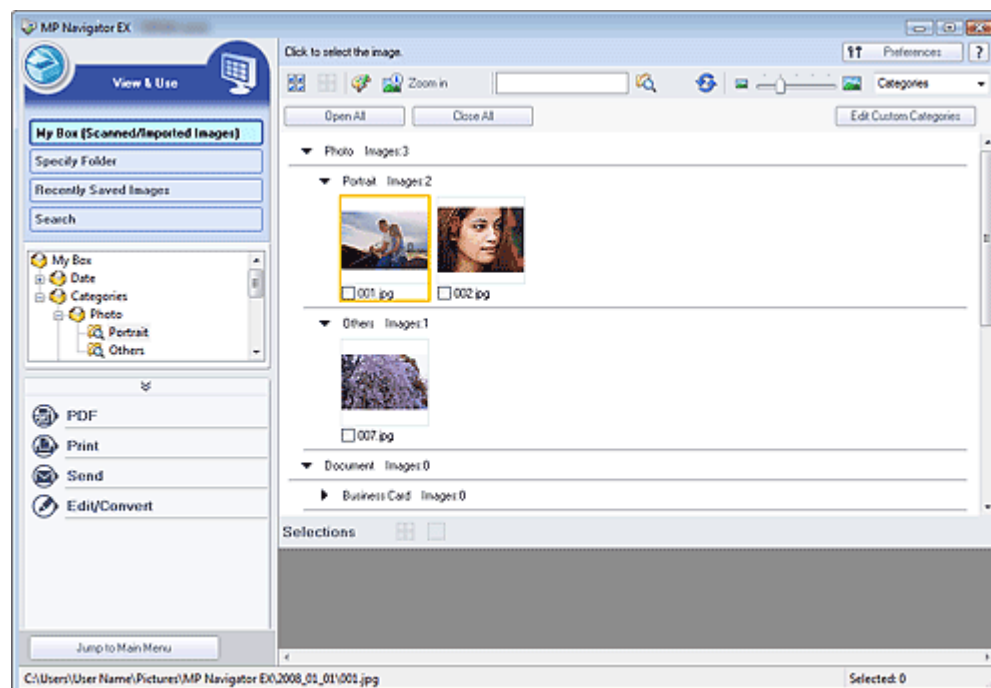 MP Navigator EX
View & Use
My Box (Scanned/Imported Images)
Specify Folder
Recently Saved Images
Search
My Box
Date
Categories
Photo
Portrait
Others
PDF
Print
Send
Edit/Convert
Jump to Main Menu
Click to select the image.
Preferences ?
Zoom in
Categories
Open All Close All Edit Custom Categories
Photo Images:3
Portrait Images:2
001.jpg 002.jpg
Others Images:1
007.jpg
Document Images:0
Business Card Images:0
Selections
C:\Users\User Name\Pictures\MP Navigator EX\2008_01_01\001.jpg Selected: 0